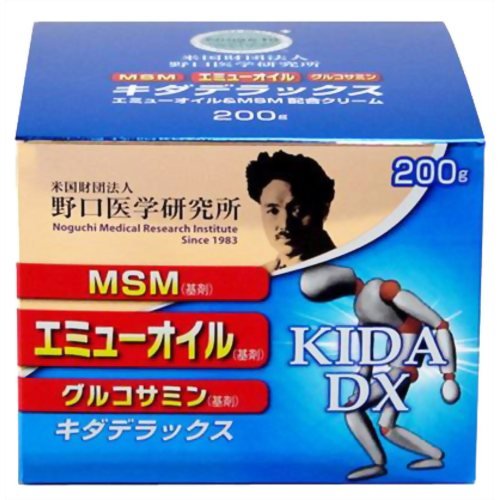 米国財団法人
野口医学研究所
MSM エミューオイル グルコサミン
キダデラックス
エミューオイル&MSM配合クリーム
200g
米国財団法人
野口医学研究所
Noguchi Medical Research Institute
Since 1983
200g
MSM(基剤)
エミューオイル(基剤)
グルコサミン(基剤)
キダデラックス
KIDA
DX